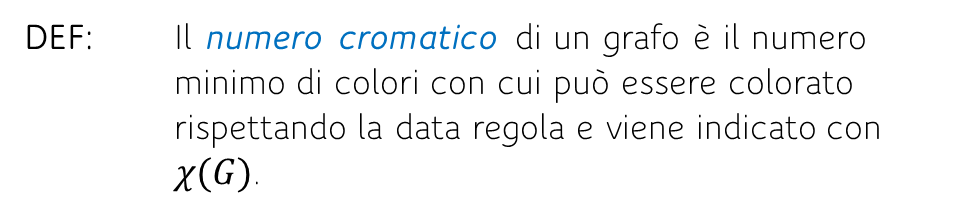 DEF: Il numero cromatico di un grafo è il numero
minimo di colori con cui può essere colorato
rispettando la data regola e viene indicato con
χ(G).